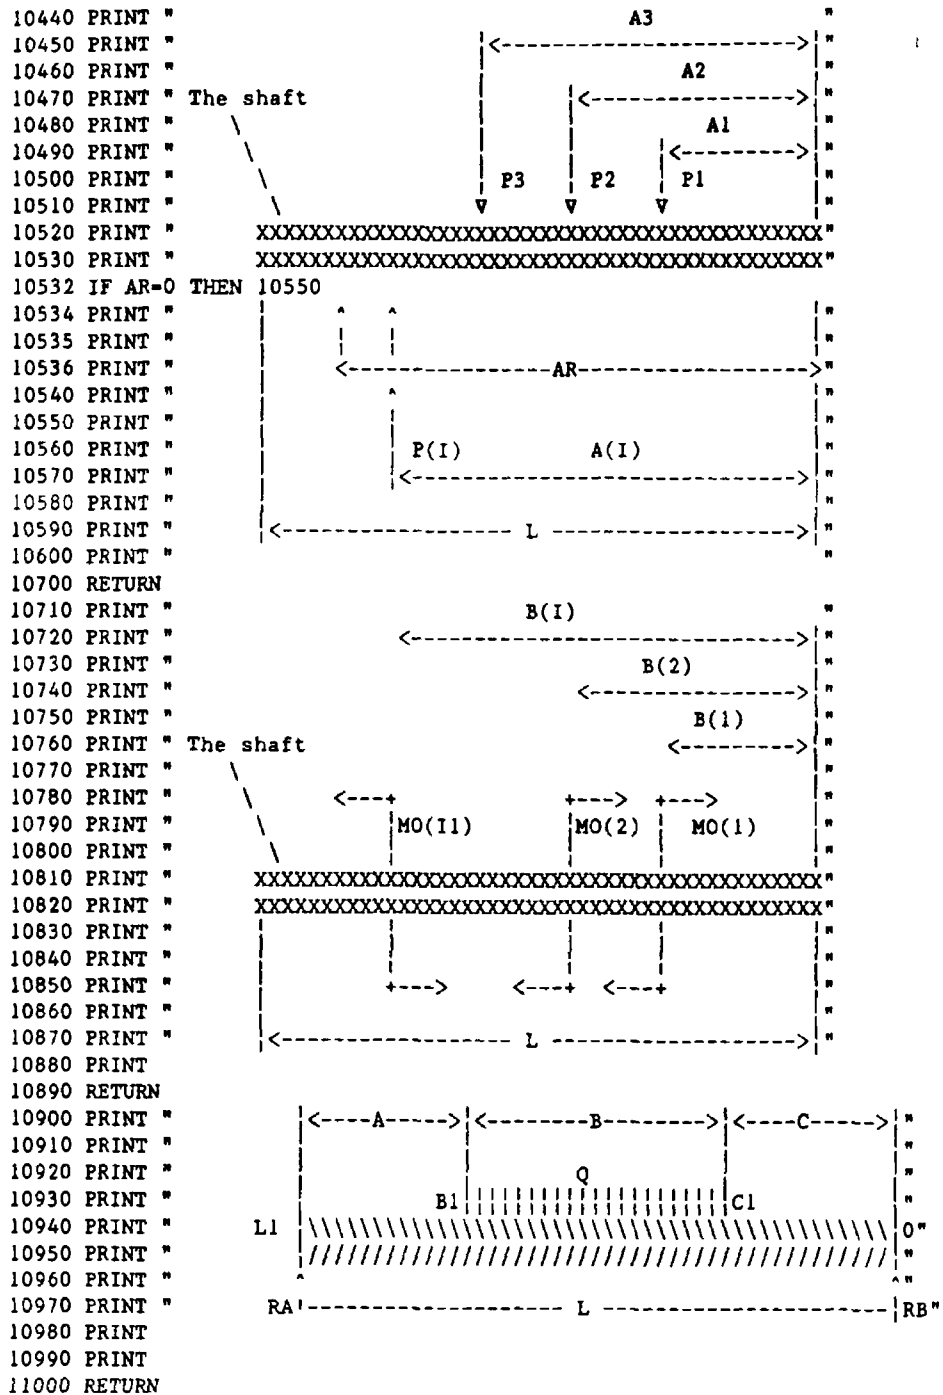 10440 PRINT "                                   A3                 "
10450 PRINT "                       |<----------------------->|"
10460 PRINT "                       |                         |"
10470 PRINT " The shaft             |      |<---------------->|"
10480 PRINT "    \                  |      |          A1      |"
10490 PRINT "     \                 |      |      |<--------->|"
10500 PRINT "      \                | P3   | P2   | P1        |"
10510 PRINT "       \               V      V      V           |"
10520 PRINT "      XXXXXXXXXXXXXXXXXXXXXXXXXXXXXXXXXXXXXXXXXXX"
10530 PRINT "      XXXXXXXXXXXXXXXXXXXXXXXXXXXXXXXXXXXXXXXXXXX"
10532 IF AR=0 THEN 10550
10534 PRINT "      |     ^   ^                                |"
10535 PRINT "      |     |   |                                |"
10536 PRINT "      |     <----------------AR------------------>|"
10540 PRINT "      |         ^                                |"
10550 PRINT "      |         |                                |"
10560 PRINT "      |         | P(I)          A(I)             |"
10570 PRINT "      |         |<------------------------------>|"
10580 PRINT "      |                                          |"
10590 PRINT "      |<------------------ L ------------------->|"
10600 PRINT "                                                  "
10700 RETURN
10710 PRINT "                          B(I)                    "
10720 PRINT "                <------------------------------->|"
10730 PRINT "                                   B(2)          |"
10740 PRINT "                              <----------------->|"
10750 PRINT "                                       B(1)      |"
10760 PRINT " The shaft                           <---------->|"
10770 PRINT "    \                                            |"
10780 PRINT "     \     <----+             +---->  +---->     |"
10790 PRINT "      \         |MO(I1)       |MO(2)  |  MO(1)   |"
10800 PRINT "       \        |             |       |          |"
10810 PRINT "      XXXXXXXXXXXXXXXXXXXXXXXXXXXXXXXXXXXXXXXXXXX"
10820 PRINT "      XXXXXXXXXXXXXXXXXXXXXXXXXXXXXXXXXXXXXXXXXXX"
10830 PRINT "      |         |             |      |           |"
10840 PRINT "      |         |             |      |           |"
10850 PRINT "      |         +--->     <---+  <---+           |"
10860 PRINT "      |                                          |"
10870 PRINT "      |<------------------ L ------------------->|"
10880 PRINT
10890 RETURN
10900 PRINT "         |<----A----->|<--------B--------->|<----C----->|"
10910 PRINT "         |            |                    |            |"
10920 PRINT "         |            |        Q           |            |"
10930 PRINT "         |          B1||||||||||||||||||||||C1          |"
10940 PRINT "      L1 |\\\\\\\\\\\\\\\\\\\\\\\\\\\\\\\\\\\\\\\\\\\\\|0"
10950 PRINT "         |/////////////////////////////////////////////|"
10960 PRINT "         ^                                             ^"
10970 PRINT "       RA'-------------------- L ----------------------|RB"
10980 PRINT
10990 PRINT
11000 RETURN